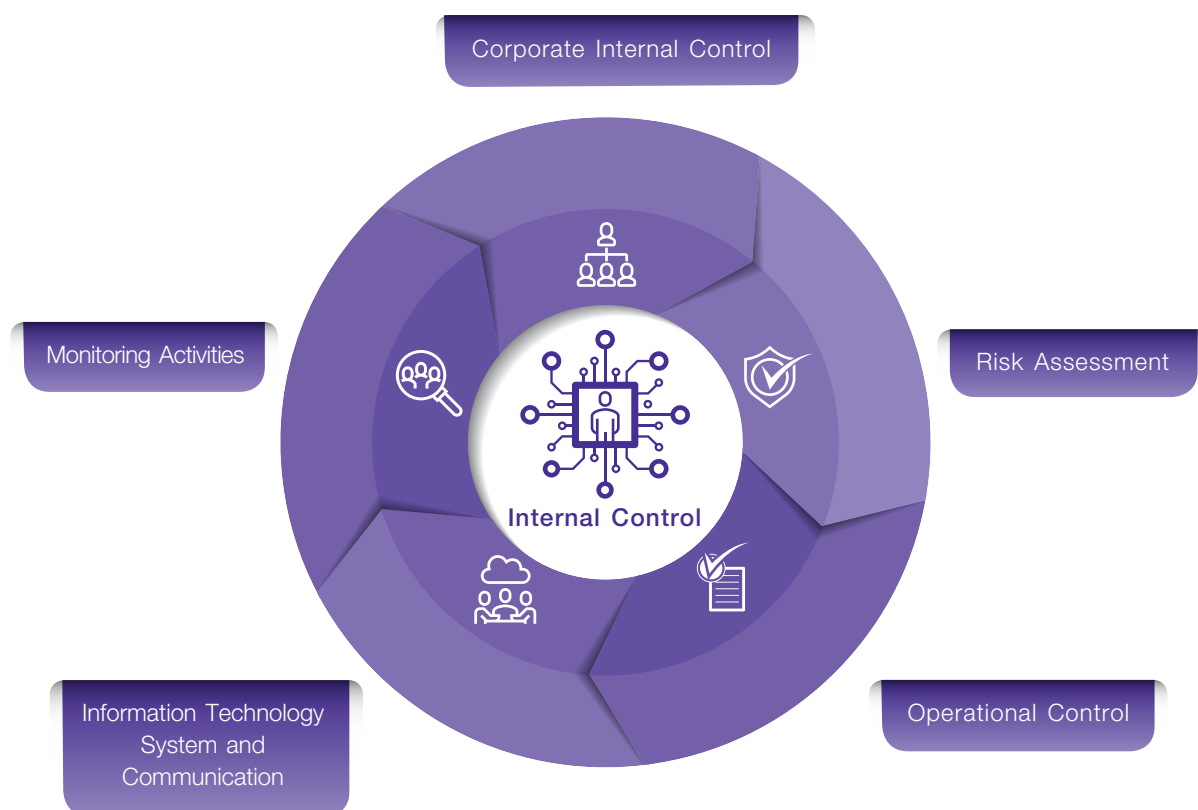 Corporate Internal Control
Monitoring Activities
Risk Assessment
Internal Control
Information Technology
System and
Communication
Operational Control